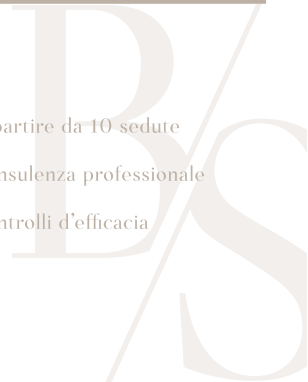 B/S
partire da 10 sedute
nsulenza professionale
ntrolli d'efficacia